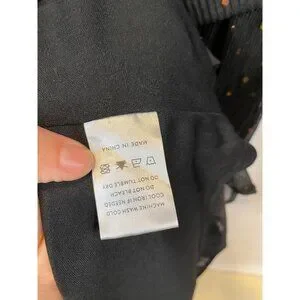 MACHINE WASH COLD
COOL IRON IF NEEDED
DO NOT BLEACH
DO NOT TUMBLE DRY
MADE IN CHINA